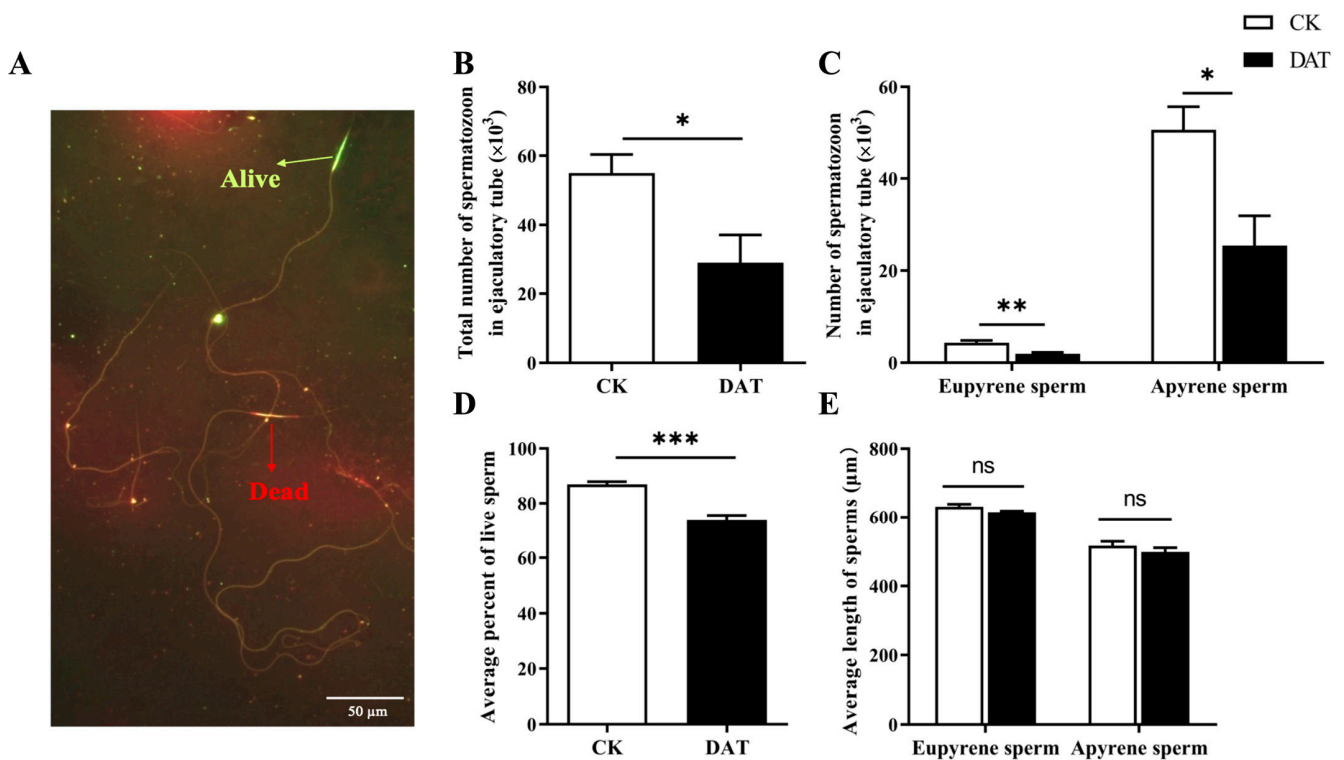 CK
DAT
A
Alive
Dead
50 µm
B
Total number of spermatozoon
in ejaculatory tube (×10³)
80
60
40
20
0
*
CK
DAT
C
Number of spermatozoon
in ejaculatory tube (×10³)
60
40
20
0
**
*
Eupyrene sperm
Apyrene sperm
D
Average percent of live sperm
100
80
60
40
20
0
***
CK
DAT
E
Average length of sperms (µm)
800
600
400
200
0
ns
ns
Eupyrene sperm
Apyrene sperm